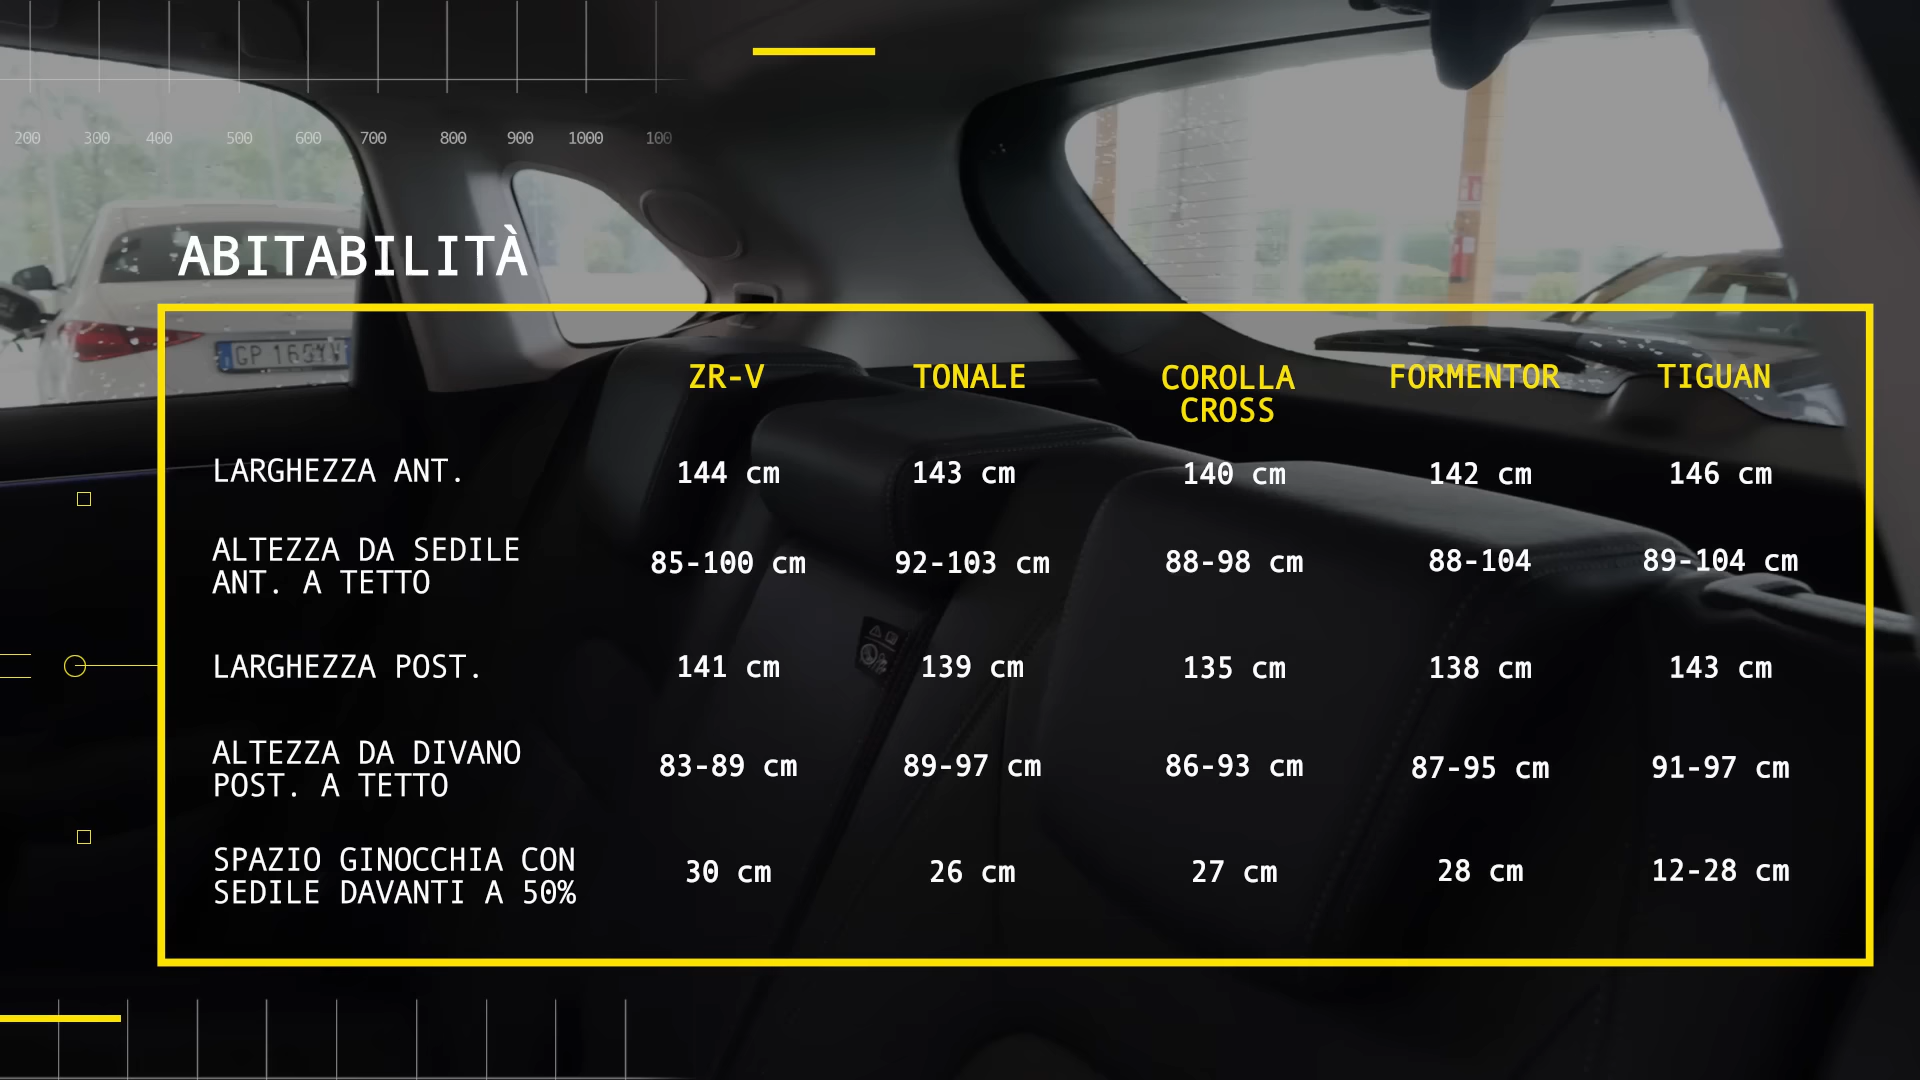 200 300 400 500 600 700 800 900 1000 100
ABITABILITÀ
GP 165YV
ZR-V TONALE COROLLA CROSS FORMENTOR TIGUAN
LARGHEZZA ANT. 144 cm 143 cm 140 cm 142 cm 146 cm
ALTEZZA DA SEDILE
ANT. A TETTO 85-100 cm 92-103 cm 88-98 cm 88-104 89-104 cm
LARGHEZZA POST. 141 cm 139 cm 135 cm 138 cm 143 cm
ALTEZZA DA DIVANO
POST. A TETTO 83-89 cm 89-97 cm 86-93 cm 87-95 cm 91-97 cm
SPAZIO GINOCCHIA CON
SEDILE DAVANTI A 50% 30 cm 26 cm 27 cm 28 cm 12-28 cm